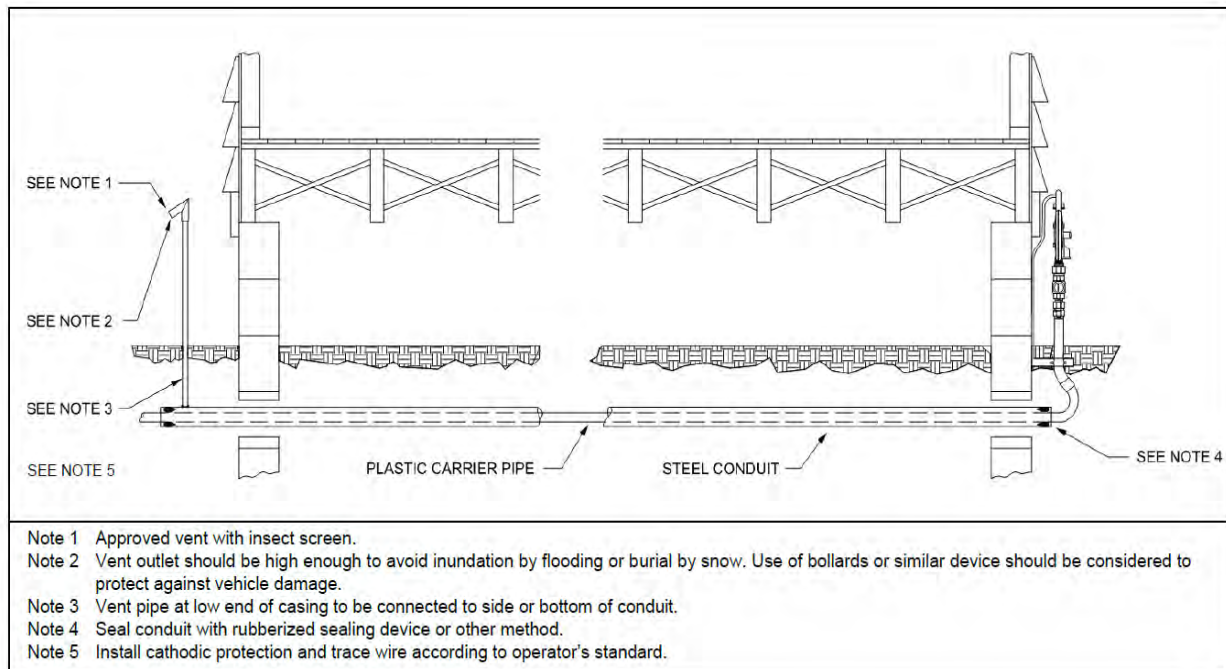 SEE NOTE 1
SEE NOTE 2
SEE NOTE 3
SEE NOTE 5
PLASTIC CARRIER PIPE
STEEL CONDUIT
SEE NOTE 4
Note 1 Approved vent with insect screen.
Note 2 Vent outlet should be high enough to avoid inundation by flooding or burial by snow. Use of bollards or similar device should be considered to
protect against vehicle damage.
Note 3 Vent pipe at low end of casing to be connected to side or bottom of conduit.
Note 4 Seal conduit with rubberized sealing device or other method.
Note 5 Install cathodic protection and trace wire according to operator's standard.